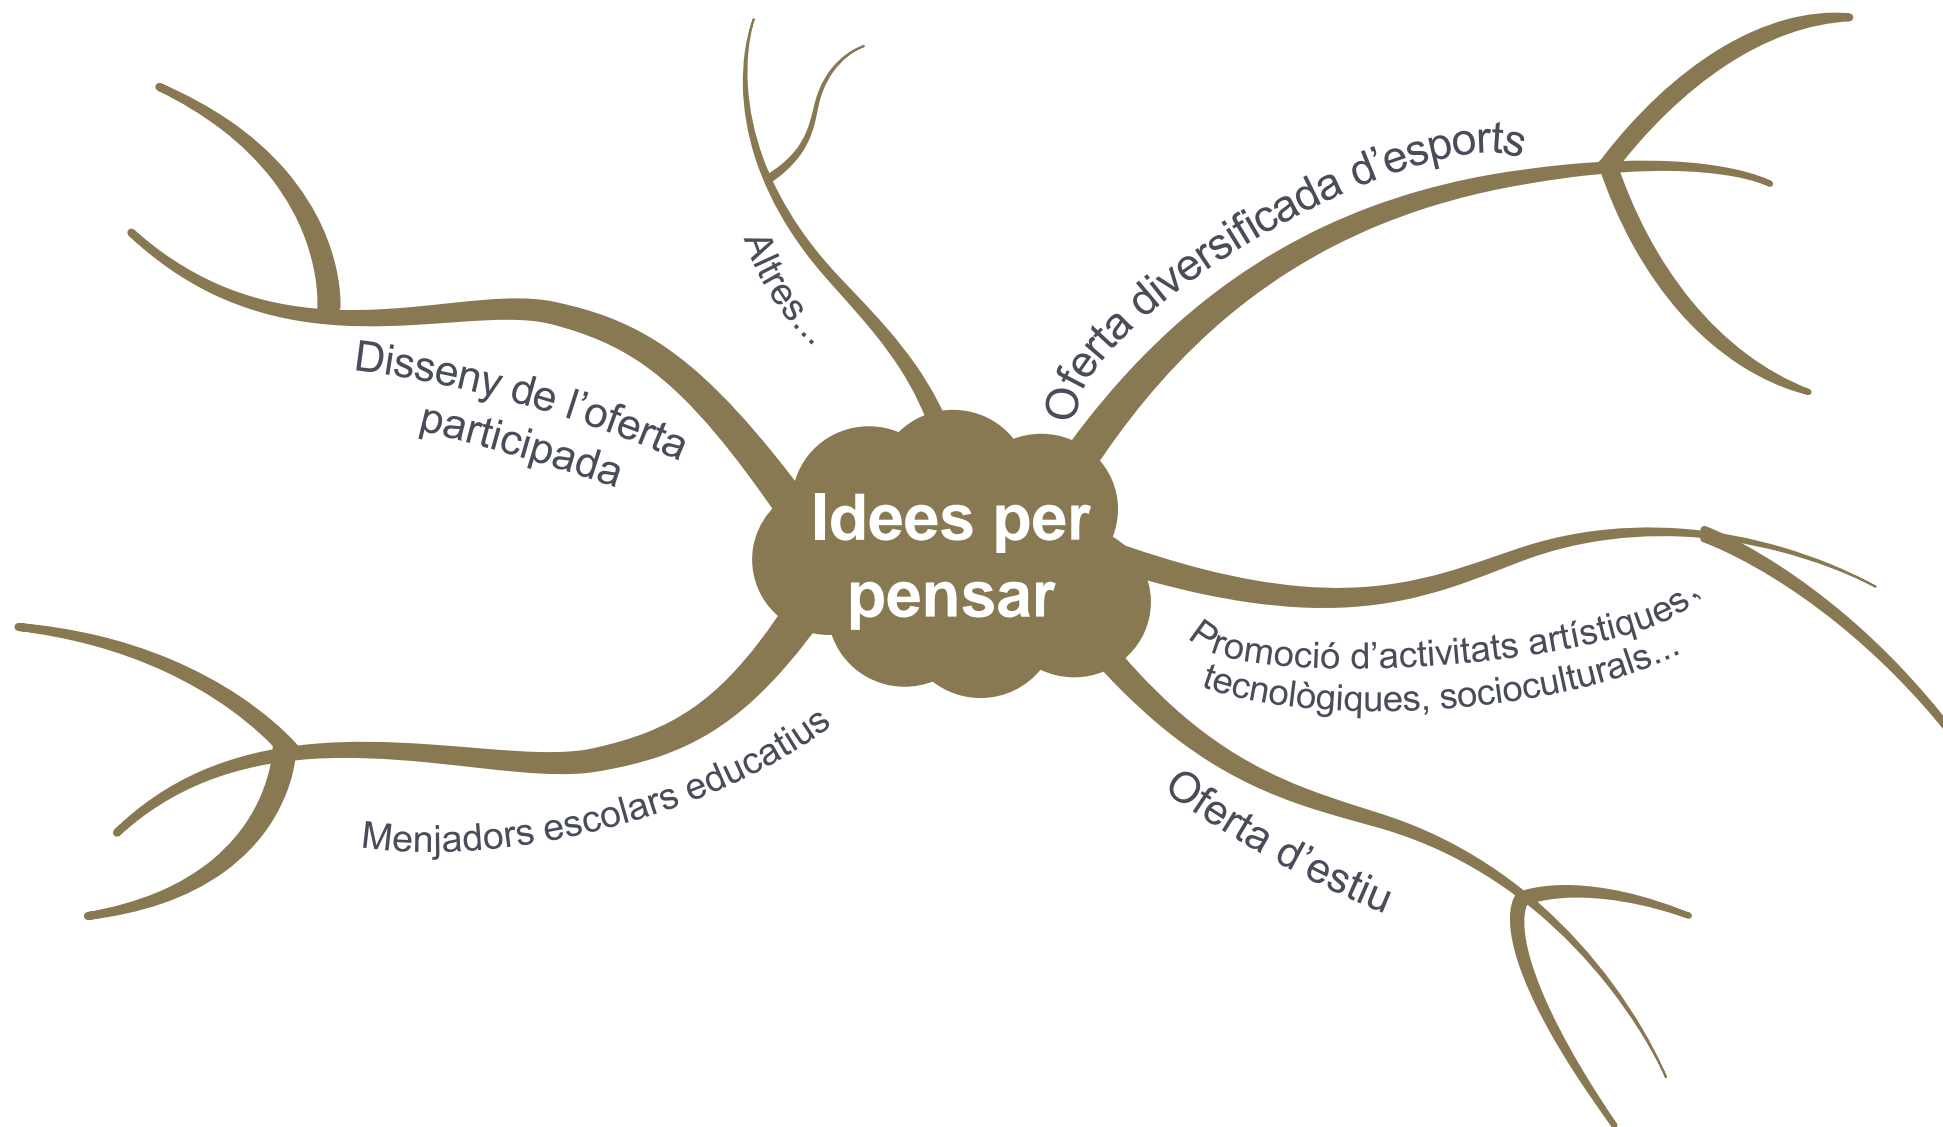 Altres...
Oferta diversificada d’esports
Disseny de l’oferta
participada
Idees per
pensar
Promoció d’activitats artístiques,
tecnològiques, socioculturals...
Menjadors escolars educatius
Oferta d’estiu